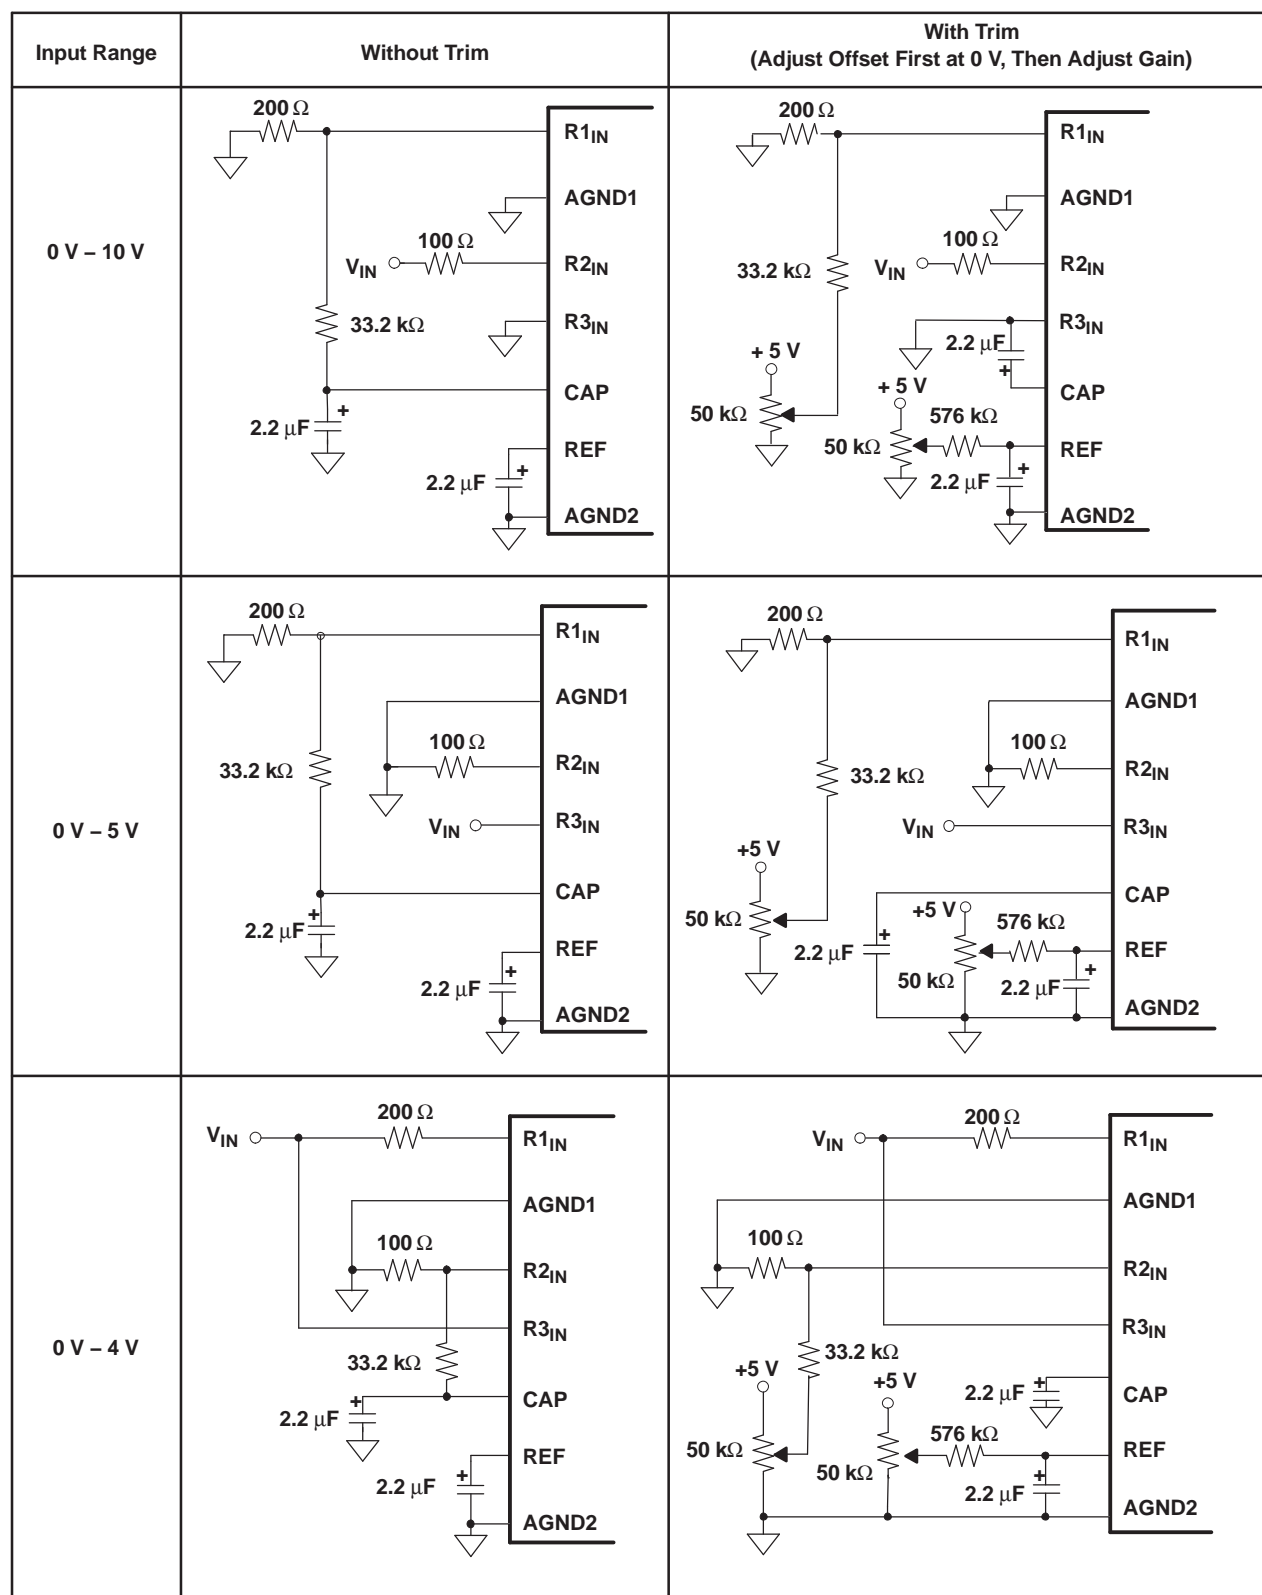 Input Range
Without Trim
With Trim
(Adjust Offset First at 0 V, Then Adjust Gain)
0 V – 10 V
200 Ω
R1IN
AGND1
100 Ω
VIN
R2IN
33.2 kΩ
R3IN
CAP
+
2.2 µF
REF
+
2.2 µF
AGND2
200 Ω
R1IN
AGND1
100 Ω
33.2 kΩ
VIN
R2IN
R3IN
2.2 µF
+
+ 5 V
CAP
+ 5 V
50 kΩ
576 kΩ
50 kΩ
REF
+
2.2 µF
AGND2
0 V – 5 V
200 Ω
R1IN
AGND1
100 Ω
33.2 kΩ
R2IN
VIN
R3IN
CAP
+
2.2 µF
REF
+
2.2 µF
AGND2
200 Ω
R1IN
AGND1
100 Ω
33.2 kΩ
R2IN
VIN
R3IN
+5 V
CAP
+5 V
50 kΩ
576 kΩ
+
2.2 µF
REF
+
50 kΩ
2.2 µF
AGND2
0 V – 4 V
200 Ω
VIN
R1IN
AGND1
100 Ω
R2IN
R3IN
33.2 kΩ
+
CAP
2.2 µF
REF
+
2.2 µF
AGND2
200 Ω
VIN
R1IN
AGND1
100 Ω
R2IN
R3IN
33.2 kΩ
+5 V
+5 V
+
2.2 µF
CAP
576 kΩ
50 kΩ
REF
50 kΩ
+
2.2 µF
AGND2